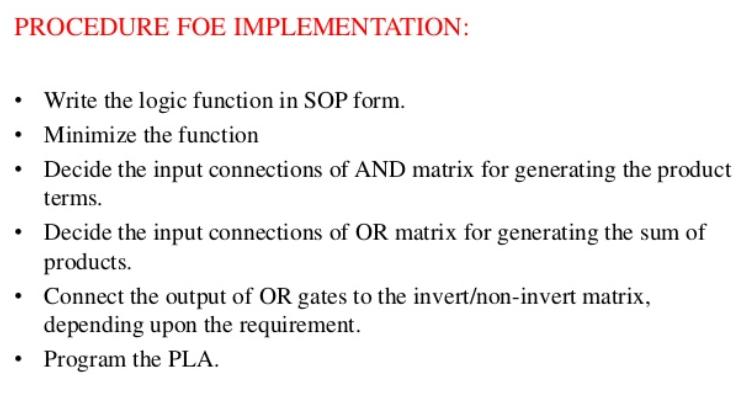 PROCEDURE FOE IMPLEMENTATION:
• Write the logic function in SOP form.
• Minimize the function
• Decide the input connections of AND matrix for generating the product
terms.
• Decide the input connections of OR matrix for generating the sum of
products.
• Connect the output of OR gates to the invert/non-invert matrix,
depending upon the requirement.
• Program the PLA.